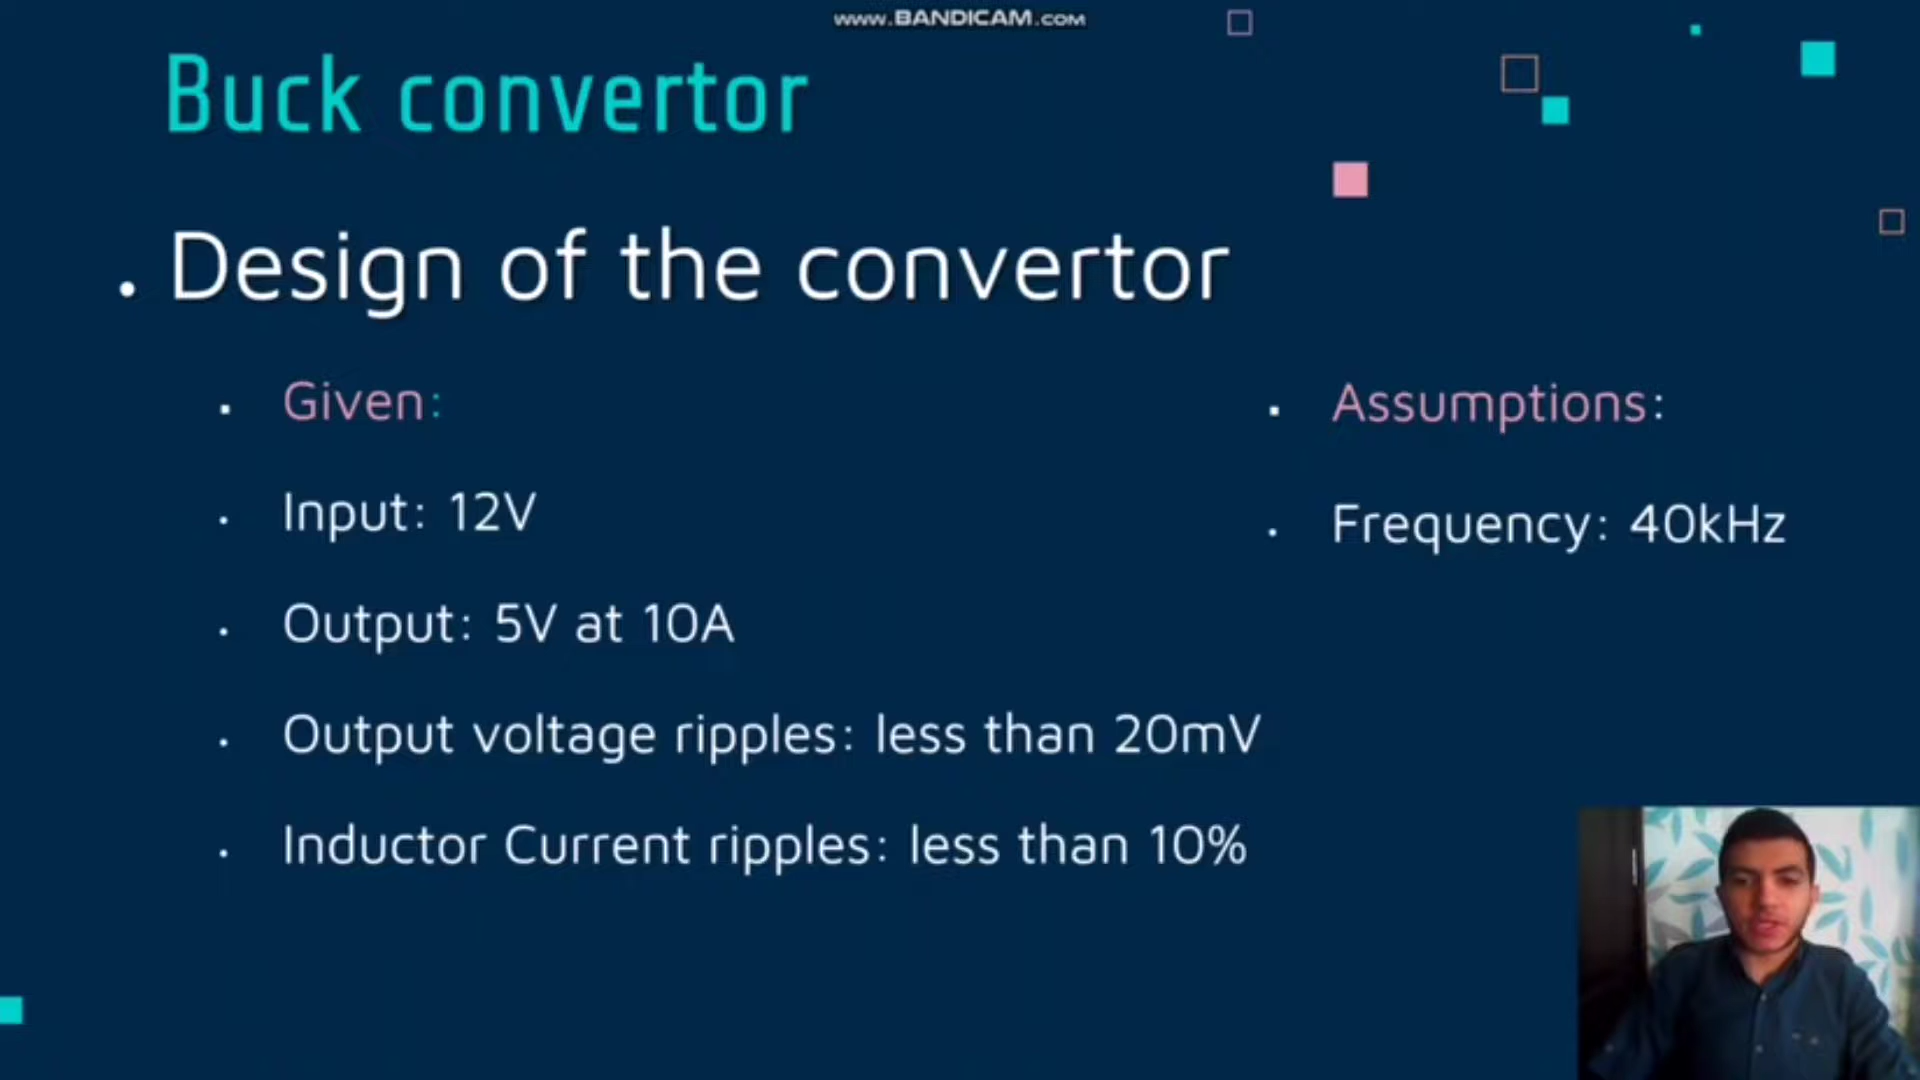 www.BANDICAM.com
Buck convertor
. Design of the convertor
▪ Given:
▪ Input: 12V
▪ Output: 5V at 10A
▪ Output voltage ripples: less than 20mV
▪ Inductor Current ripples: less than 10%
▪ Assumptions:
▪ Frequency: 40kHz